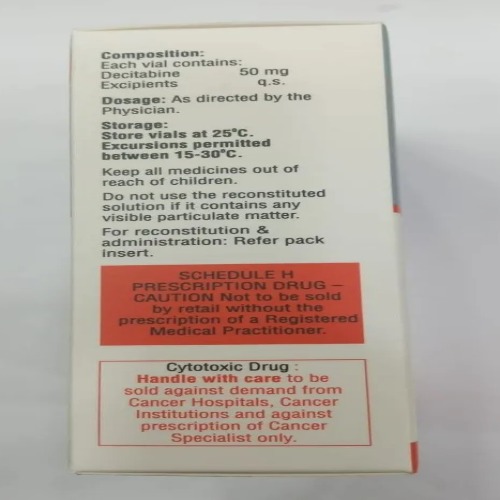 Composition:
Each vial contains:
Decitabine 50 mg
Excipients q.s.
Dosage: As directed by the
Physician.
Storage:
Store vials at 25°C.
Excursions permitted
between 15-30°C.
Keep all medicines out of
reach of children.
Do not use the reconstituted
solution if it contains any
visible particulate matter.
For reconstitution &
administration: Refer pack
insert.
SCHEDULE H
PRESCRIPTION DRUG –
CAUTION Not to be sold
by retail without the
prescription of a Registered
Medical Practitioner.
Cytotoxic Drug :
Handle with care to be
sold against demand from
Cancer Hospitals, Cancer
Institutions and against
prescription of Cancer
Specialist only.